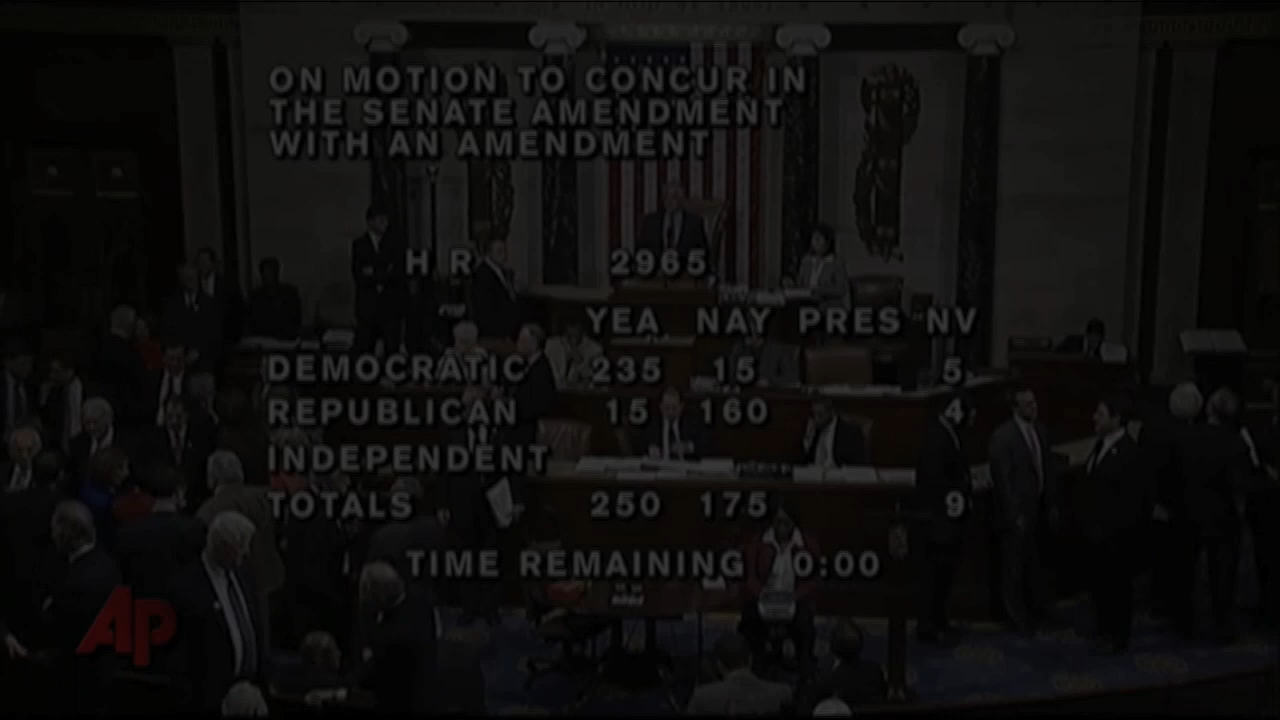 ON MOTION TO CONCUR IN
THE SENATE AMENDMENT
WITH AN AMENDMENT
H R 2965
YEA NAY PRES NV
DEMOCRATIC 235 15 5
REPUBLICAN 15 160 4
INDEPENDENT
TOTALS 250 175 9
TIME REMAINING 0:00
AP